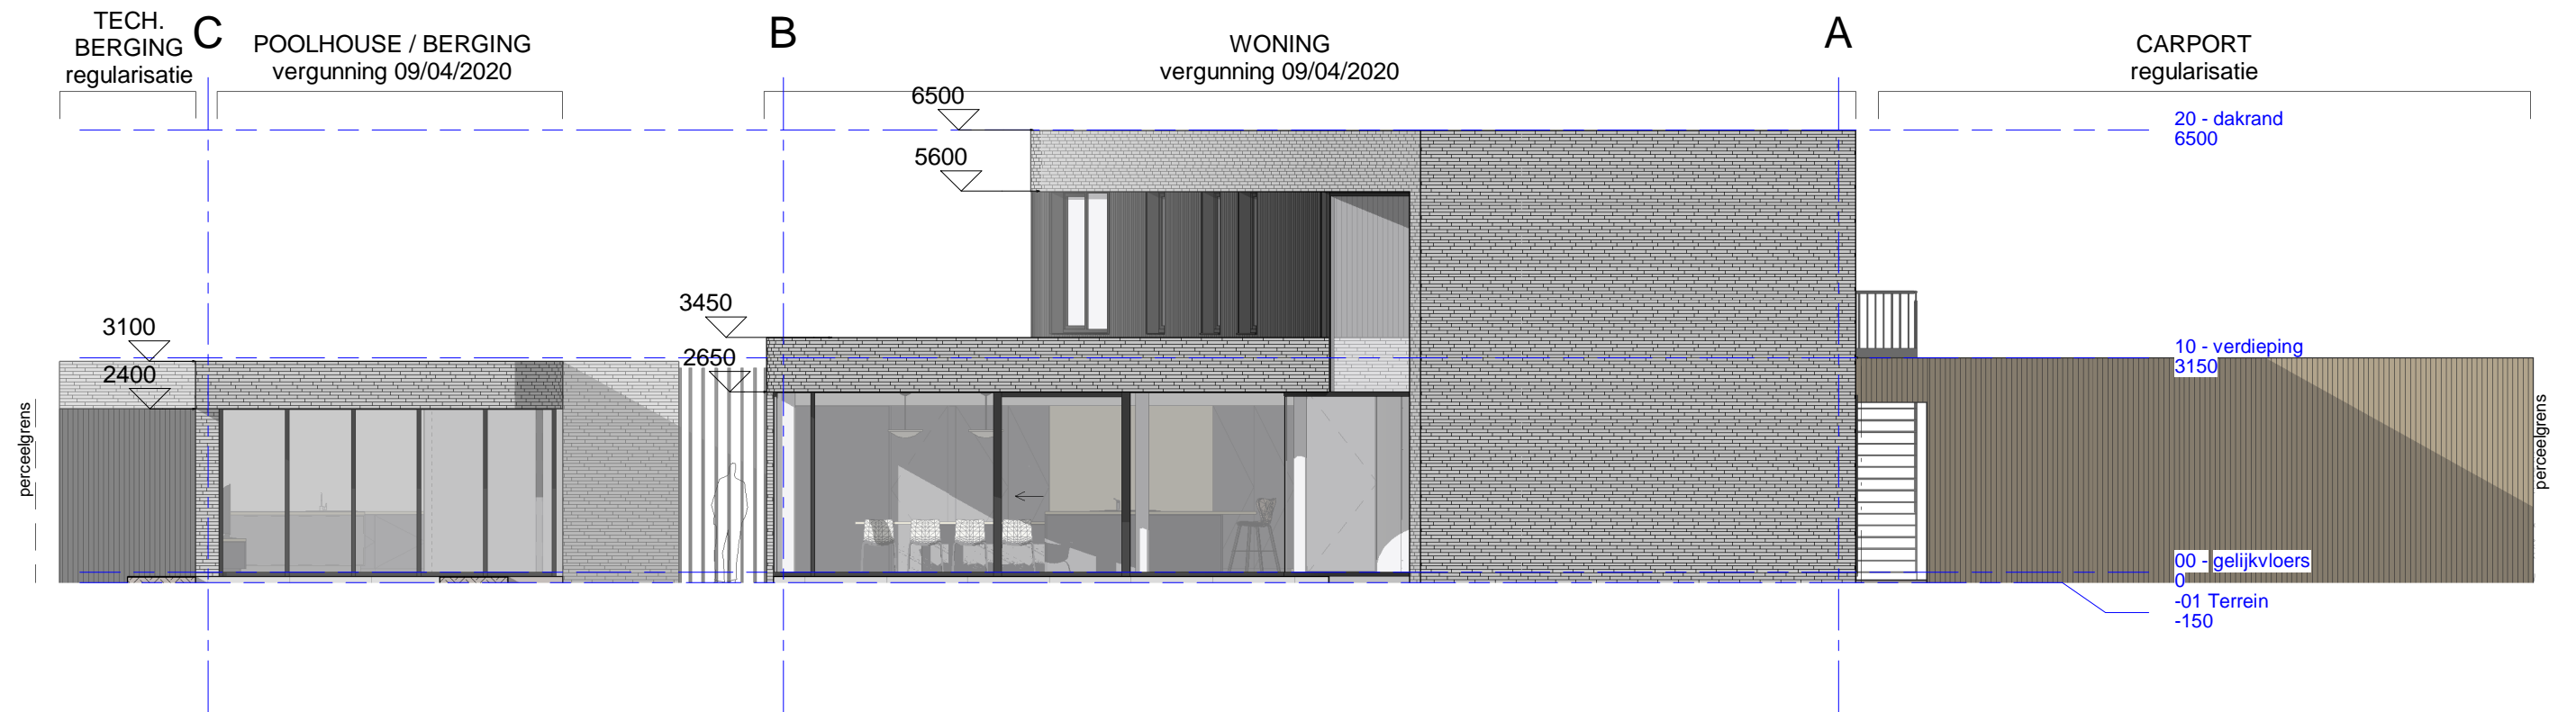 TECH.
BERGING
regularisatie
C
POOLHOUSE / BERGING
vergunning 09/04/2020
B
WONING
vergunning 09/04/2020
A
CARPORT
regularisatie
6500
5600
3450
2650
3100
2400
20 - dakrand
6500
10 - verdieping
3150
00 - gelijkvloers
0
-01 Terrein
-150
perceelgrens
perceelgrens